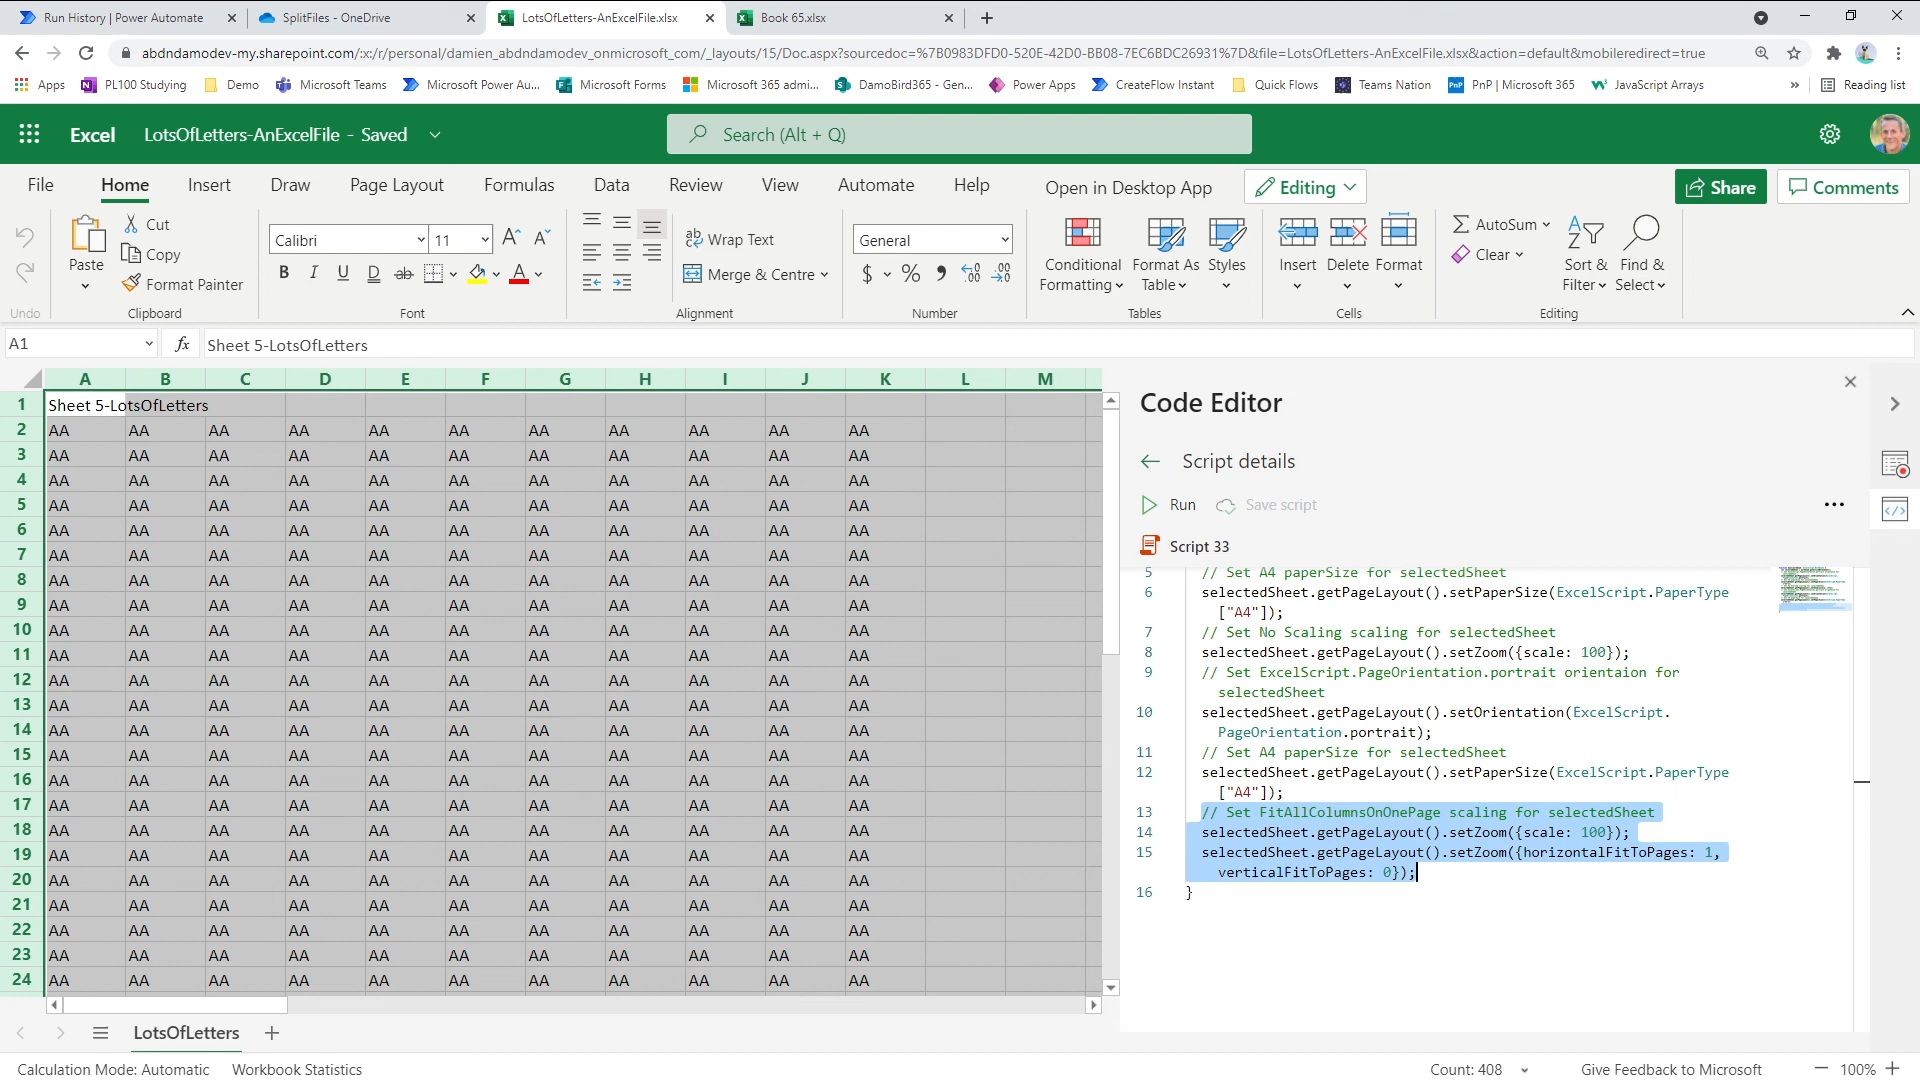 Run History | Power Automate
SplitFiles - OneDrive
LotsOfLetters-AnExcelFile.xlsx
Book 65.xlsx
abdndamodev-my.sharepoint.com/:x:/r/personal/damien_abdndamodev_onmicrosoft_com/_layouts/15/Doc.aspx?sourcedoc=%7B0983DFD0-520E-42D0-BB08-7EC6BDC26931%7D&file=LotsOfLetters-AnExcelFile.xlsx&action=default&mobileredirect=true
Apps PL100 Studying Demo Microsoft Teams Microsoft Power Au... Microsoft Forms Microsoft 365 admi... DamoBird365 - Gen... Power Apps CreateFlow Instant Quick Flows Teams Nation PnP | Microsoft 365 JavaScript Arrays » Reading list
Excel LotsOfLetters-AnExcelFile - Saved Search (Alt + Q)
File Home Insert Draw Page Layout Formulas Data Review View Automate Help Open in Desktop App Editing Share Comments
Paste Cut Calibri 11 Wrap Text General Conditional Formatting Format As Table Styles Insert Delete Format AutoSum Sort & Filter Find & Select
Copy B I U D ab A Merge & Centre $ % Clear
Format Painter
Undo Clipboard Font Alignment Number Tables Cells Editing
A1 fx Sheet 5-LotsOfLetters
A B C D E F G H I J K L M
1 Sheet 5-LotsOfLetters
2 AA AA AA AA AA AA AA AA AA AA AA
3 AA AA AA AA AA AA AA AA AA AA AA
4 AA AA AA AA AA AA AA AA AA AA AA
5 AA AA AA AA AA AA AA AA AA AA AA
6 AA AA AA AA AA AA AA AA AA AA AA
7 AA AA AA AA AA AA AA AA AA AA AA
8 AA AA AA AA AA AA AA AA AA AA AA
9 AA AA AA AA AA AA AA AA AA AA AA
10 AA AA AA AA AA AA AA AA AA AA AA
11 AA AA AA AA AA AA AA AA AA AA AA
12 AA AA AA AA AA AA AA AA AA AA AA
13 AA AA AA AA AA AA AA AA AA AA AA
14 AA AA AA AA AA AA AA AA AA AA AA
15 AA AA AA AA AA AA AA AA AA AA AA
16 AA AA AA AA AA AA AA AA AA AA AA
17 AA AA AA AA AA AA AA AA AA AA AA
18 AA AA AA AA AA AA AA AA AA AA AA
19 AA AA AA AA AA AA AA AA AA AA AA
20 AA AA AA AA AA AA AA AA AA AA AA
21 AA AA AA AA AA AA AA AA AA AA AA
22 AA AA AA AA AA AA AA AA AA AA AA
23 AA AA AA AA AA AA AA AA AA AA AA
24 AA AA AA AA AA AA AA AA AA AA AA
Code Editor
Script details
Run Save script
Script 33
5 // Set A4 paperSize for selectedSheet
6 selectedSheet.getPageLayout().setPaperSize(ExcelScript.PaperType
["A4"]);
7 // Set No Scaling scaling for selectedSheet
8 selectedSheet.getPageLayout().setZoom({scale: 100});
9 // Set ExcelScript.PageOrientation.portrait orientaion for
selectedSheet
10 selectedSheet.getPageLayout().setOrientation(ExcelScript.
PageOrientation.portrait);
11 // Set A4 paperSize for selectedSheet
12 selectedSheet.getPageLayout().setPaperSize(ExcelScript.PaperType
["A4"]);
13 // Set FitAllColumnsOnOnePage scaling for selectedSheet
14 selectedSheet.getPageLayout().setZoom({scale: 100});
15 selectedSheet.getPageLayout().setZoom({horizontalFitToPages: 1,
verticalFitToPages: 0});
16 }
LotsOfLetters
Calculation Mode: Automatic Workbook Statistics Count: 408 Give Feedback to Microsoft 100%